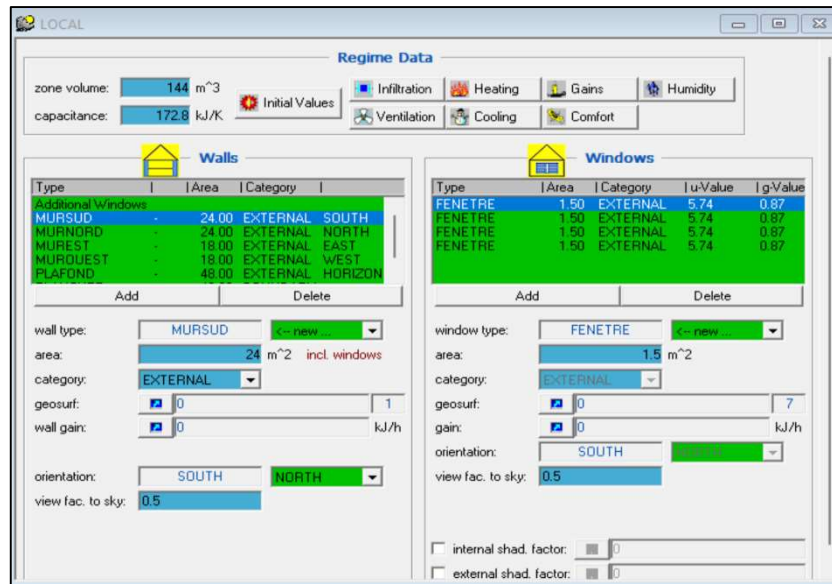 LOCAL
Regime Data
zone volume: 144 m^3
capacitance: 172.8 kJ/K
Initial Values
Infiltration Heating Gains Humidity
Ventilation Cooling Comfort
Walls
Type | | Area | Category |
Additional Windows
MURSUD - 24.00 EXTERNAL SOUTH
MURNORD - 24.00 EXTERNAL NORTH
MUREST - 18.00 EXTERNAL EAST
MUROUEST - 18.00 EXTERNAL WEST
PLAFOND - 48.00 EXTERNAL HORIZON
Add Delete
wall type: MURSUD <-- new ...
area: 24 m^2 incl. windows
category: EXTERNAL
geosurf: 0 1
wall gain: 0 kJ/h
orientation: SOUTH NORTH
view fac. to sky: 0.5
Windows
Type | Area | Category | u-Value | g-Value
FENETRE 1.50 EXTERNAL 5.74 0.87
FENETRE 1.50 EXTERNAL 5.74 0.87
FENETRE 1.50 EXTERNAL 5.74 0.87
FENETRE 1.50 EXTERNAL 5.74 0.87
Add Delete
window type: FENETRE <-- new ...
area: 1.5 m^2
category: EXTERNAL
geosurf: 0 7
gain: 0 kJ/h
orientation: SOUTH
view fac. to sky: 0.5
internal shad. factor: 0
external shad. factor: 0